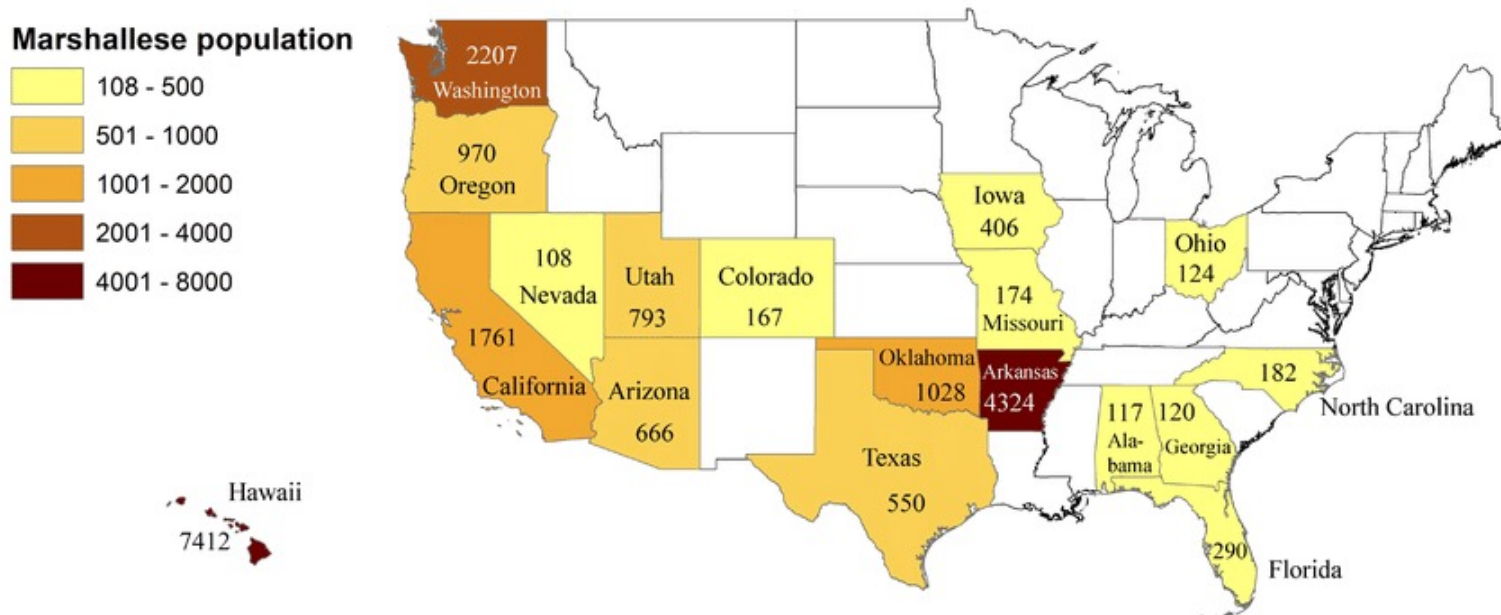 Marshallese population
108 - 500
501 - 1000
1001 - 2000
2001 - 4000
4001 - 8000
2207
Washington
970
Oregon
1761
California
108
Nevada
Utah
793
Colorado
167
Arizona
666
Texas
550
Oklahoma
1028
Iowa
406
174
Missouri
Arkansas
4324
Ohio
124
182
North Carolina
117
Ala-
bama
120
Georgia
290
Florida
Hawaii
7412